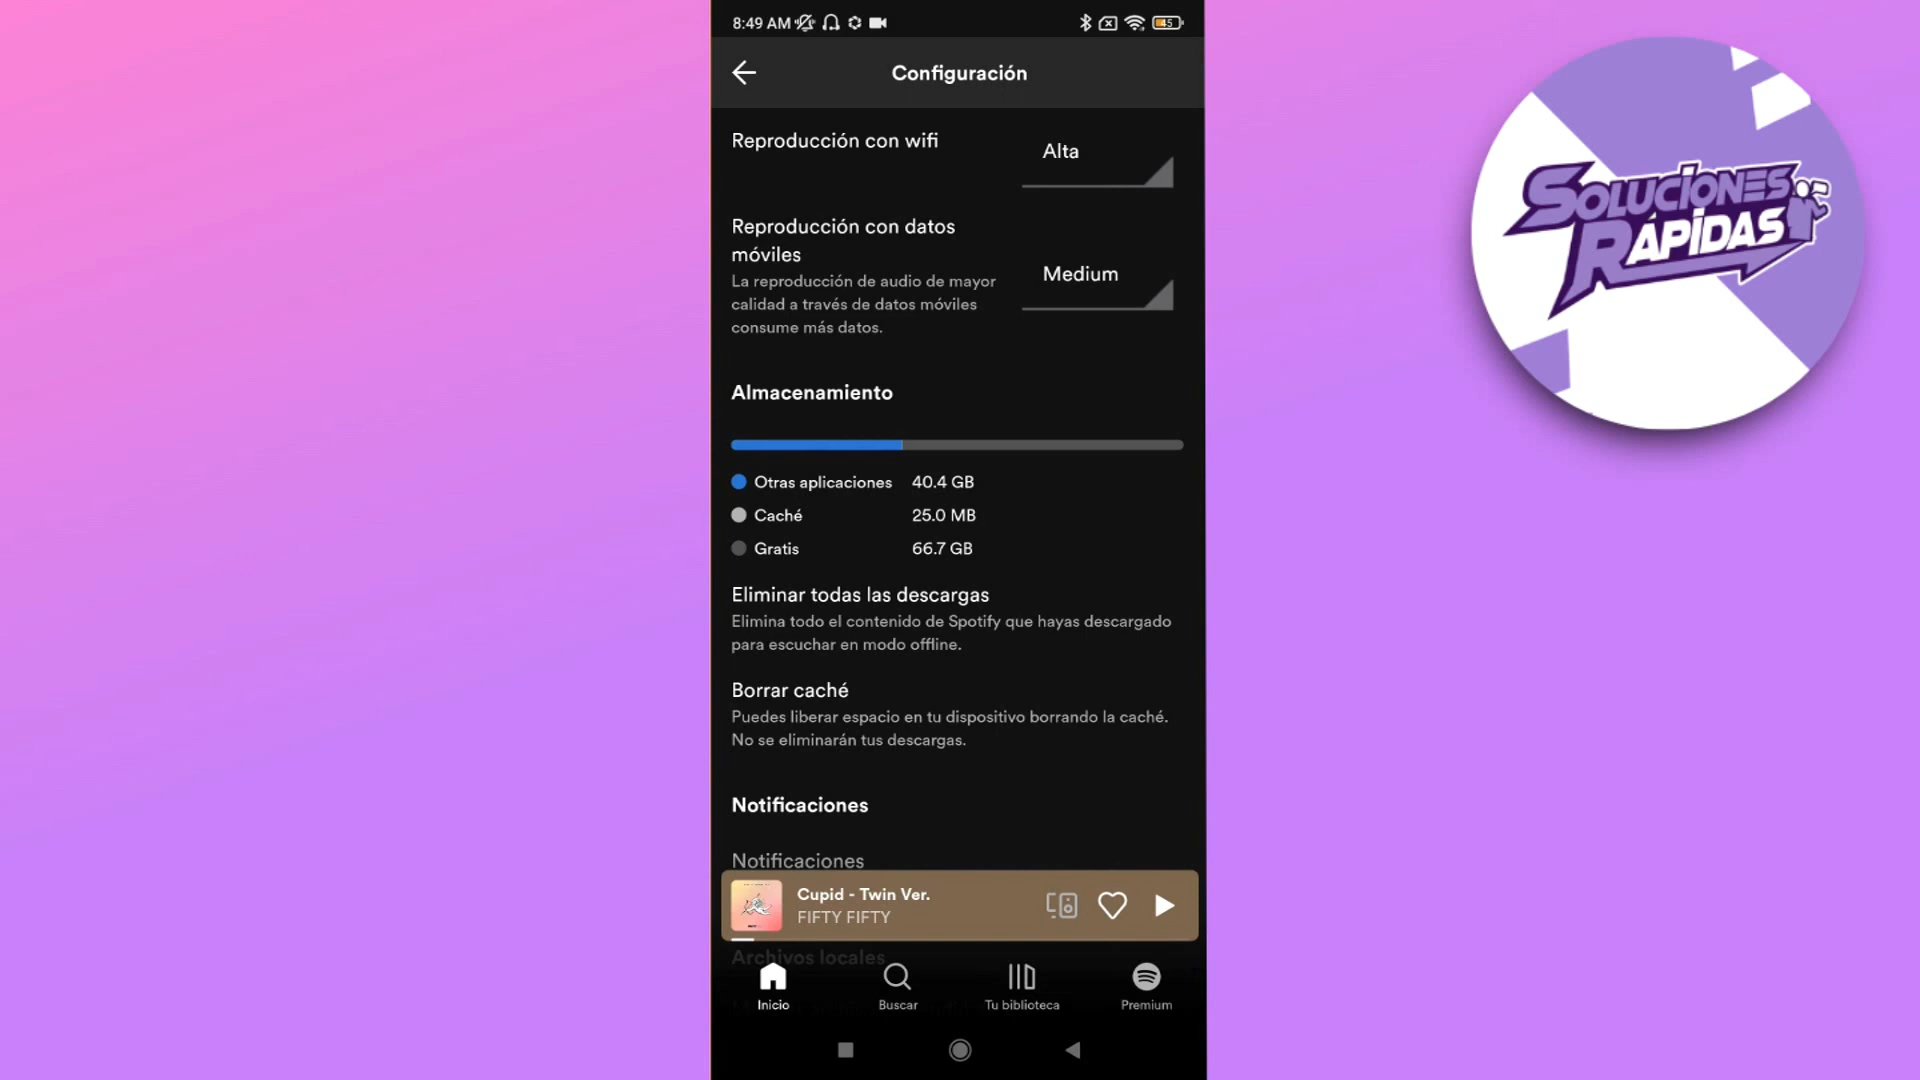 8:49 AM
45
Configuración
Reproducción con wifi
Alta
Reproducción con datos
móviles
Medium
La reproducción de audio de mayor
calidad a través de datos móviles
consume más datos.
Almacenamiento
Otras aplicaciones 40.4 GB
Caché 25.0 MB
Gratis 66.7 GB
Eliminar todas las descargas
Elimina todo el contenido de Spotify que hayas descargado
para escuchar en modo offline.
Borrar caché
Puedes liberar espacio en tu dispositivo borrando la caché.
No se eliminarán tus descargas.
Notificaciones
Notificaciones
Cupid - Twin Ver.
FIFTY FIFTY
Archivos locales
Inicio
Buscar
Tu biblioteca
Premium
SOLUCIONES
RÁPIDAS